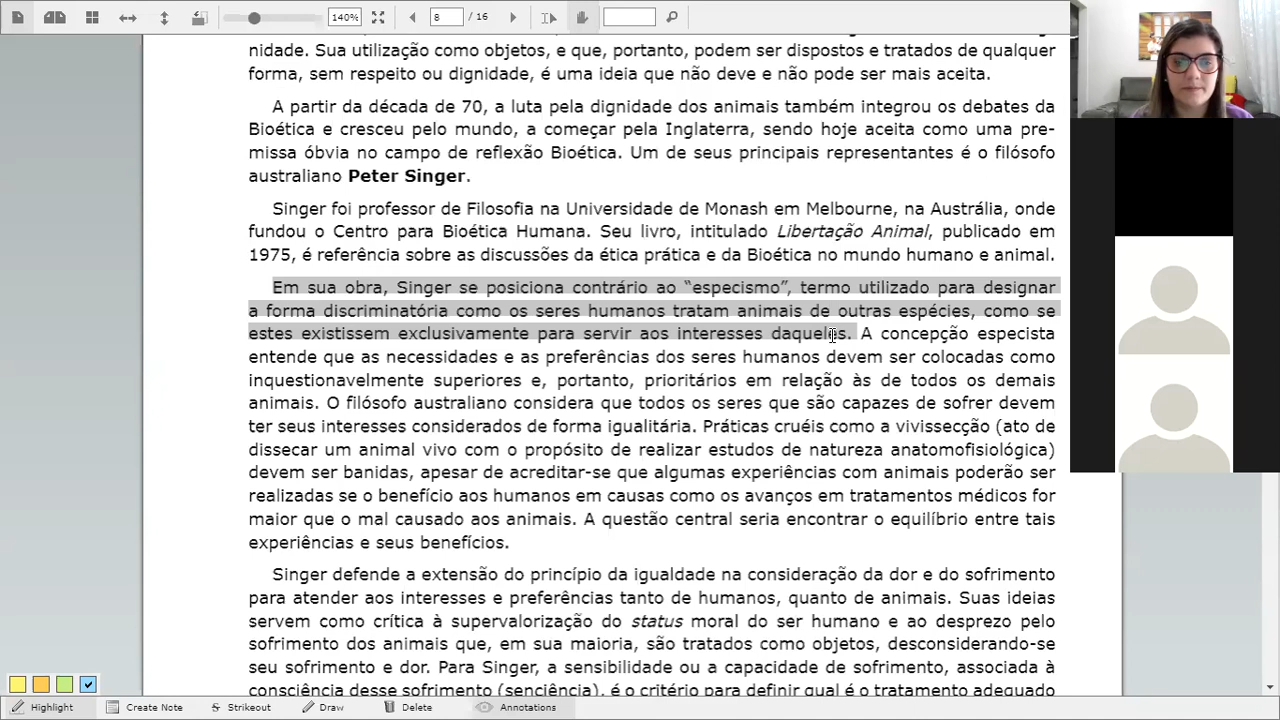 140%
8 / 16
nidade. Sua utilização como objetos, e que, portanto, podem ser dispostos e tratados de qualquer
forma, sem respeito ou dignidade, é uma ideia que não deve e não pode ser mais aceita.
A partir da década de 70, a luta pela dignidade dos animais também integrou os debates da
Bioética e cresceu pelo mundo, a começar pela Inglaterra, sendo hoje aceita como uma pre-
missa óbvia no campo de reflexão Bioética. Um de seus principais representantes é o filósofo
australiano Peter Singer.
Singer foi professor de Filosofia na Universidade de Monash em Melbourne, na Austrália, onde
fundou o Centro para Bioética Humana. Seu livro, intitulado Libertação Animal, publicado em
1975, é referência sobre as discussões da ética prática e da Bioética no mundo humano e animal.
Em sua obra, Singer se posiciona contrário ao “especismo”, termo utilizado para designar
a forma discriminatória como os seres humanos tratam animais de outras espécies, como se
estes existissem exclusivamente para servir aos interesses daqueles. A concepção especista
entende que as necessidades e as preferências dos seres humanos devem ser colocadas como
inquestionavelmente superiores e, portanto, prioritários em relação às de todos os demais
animais. O filósofo australiano considera que todos os seres que são capazes de sofrer devem
ter seus interesses considerados de forma igualitária. Práticas cruéis como a vivissecção (ato de
dissecar um animal vivo com o propósito de realizar estudos de natureza anatomofisiológica)
devem ser banidas, apesar de acreditar-se que algumas experiências com animais poderão ser
realizadas se o benefício aos humanos em causas como os avanços em tratamentos médicos for
maior que o mal causado aos animais. A questão central seria encontrar o equilíbrio entre tais
experiências e seus benefícios.
Singer defende a extensão do princípio da igualdade na consideração da dor e do sofrimento
para atender aos interesses e preferências tanto de humanos, quanto de animais. Suas ideias
servem como crítica à supervalorização do status moral do ser humano e ao desprezo pelo
sofrimento dos animais que, em sua maioria, são tratados como objetos, desconsiderando-se
seu sofrimento e dor. Para Singer, a sensibilidade ou a capacidade de sofrimento, associada à
consciência desse sofrimento (senciência), é o critério para definir qual é o tratamento adequado
Highlight Create Note Strikeout Draw Delete Annotations